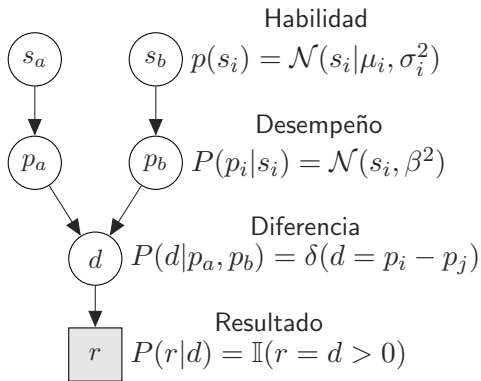 Habilidad
s_a s_b p(s_i) = 𝒩(s_i|μ_i, σ_i^2)
Desempeño
p_a p_b P(p_i|s_i) = 𝒩(s_i, β^2)
Diferencia
d P(d|p_a, p_b) = δ(d = p_i − p_j)
Resultado
r P(r|d) = 𝕀(r = d > 0)